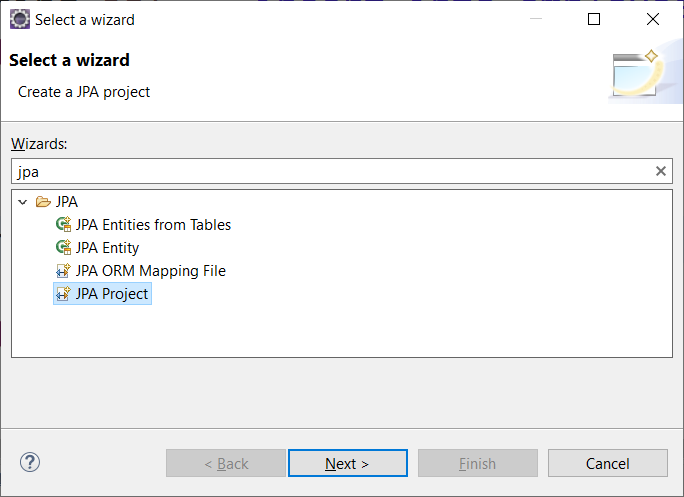 Select a wizard
Select a wizard
Create a JPA project
Wizards:
jpa
JPA
JPA Entities from Tables
JPA Entity
JPA ORM Mapping File
JPA Project
?
< Back
Next >
Finish
Cancel